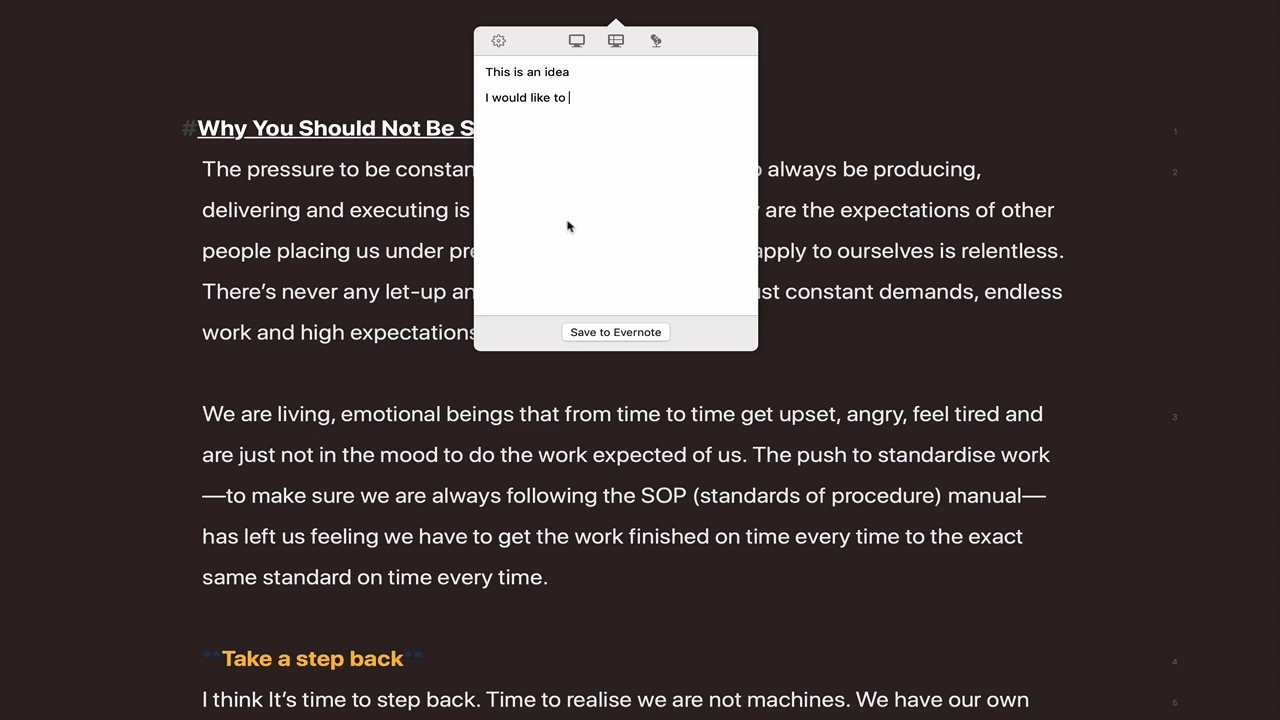 This is an idea
I would like to
Save to Evernote
#Why You Should Not Be S
1
The pressure to be constan
always be producing,
2
delivering and executing is
are the expectations of other
people placing us under pre
apply to ourselves is relentless.
There’s never any let-up an
st constant demands, endless
work and high expectations
We are living, emotional beings that from time to time get upset, angry, feel tired and
3
are just not in the mood to do the work expected of us. The push to standardise work
—to make sure we are always following the SOP (standards of procedure) manual—
has left us feeling we have to get the work finished on time every time to the exact
same standard on time every time.
**Take a step back**
4
I think It’s time to step back. Time to realise we are not machines. We have our own
5